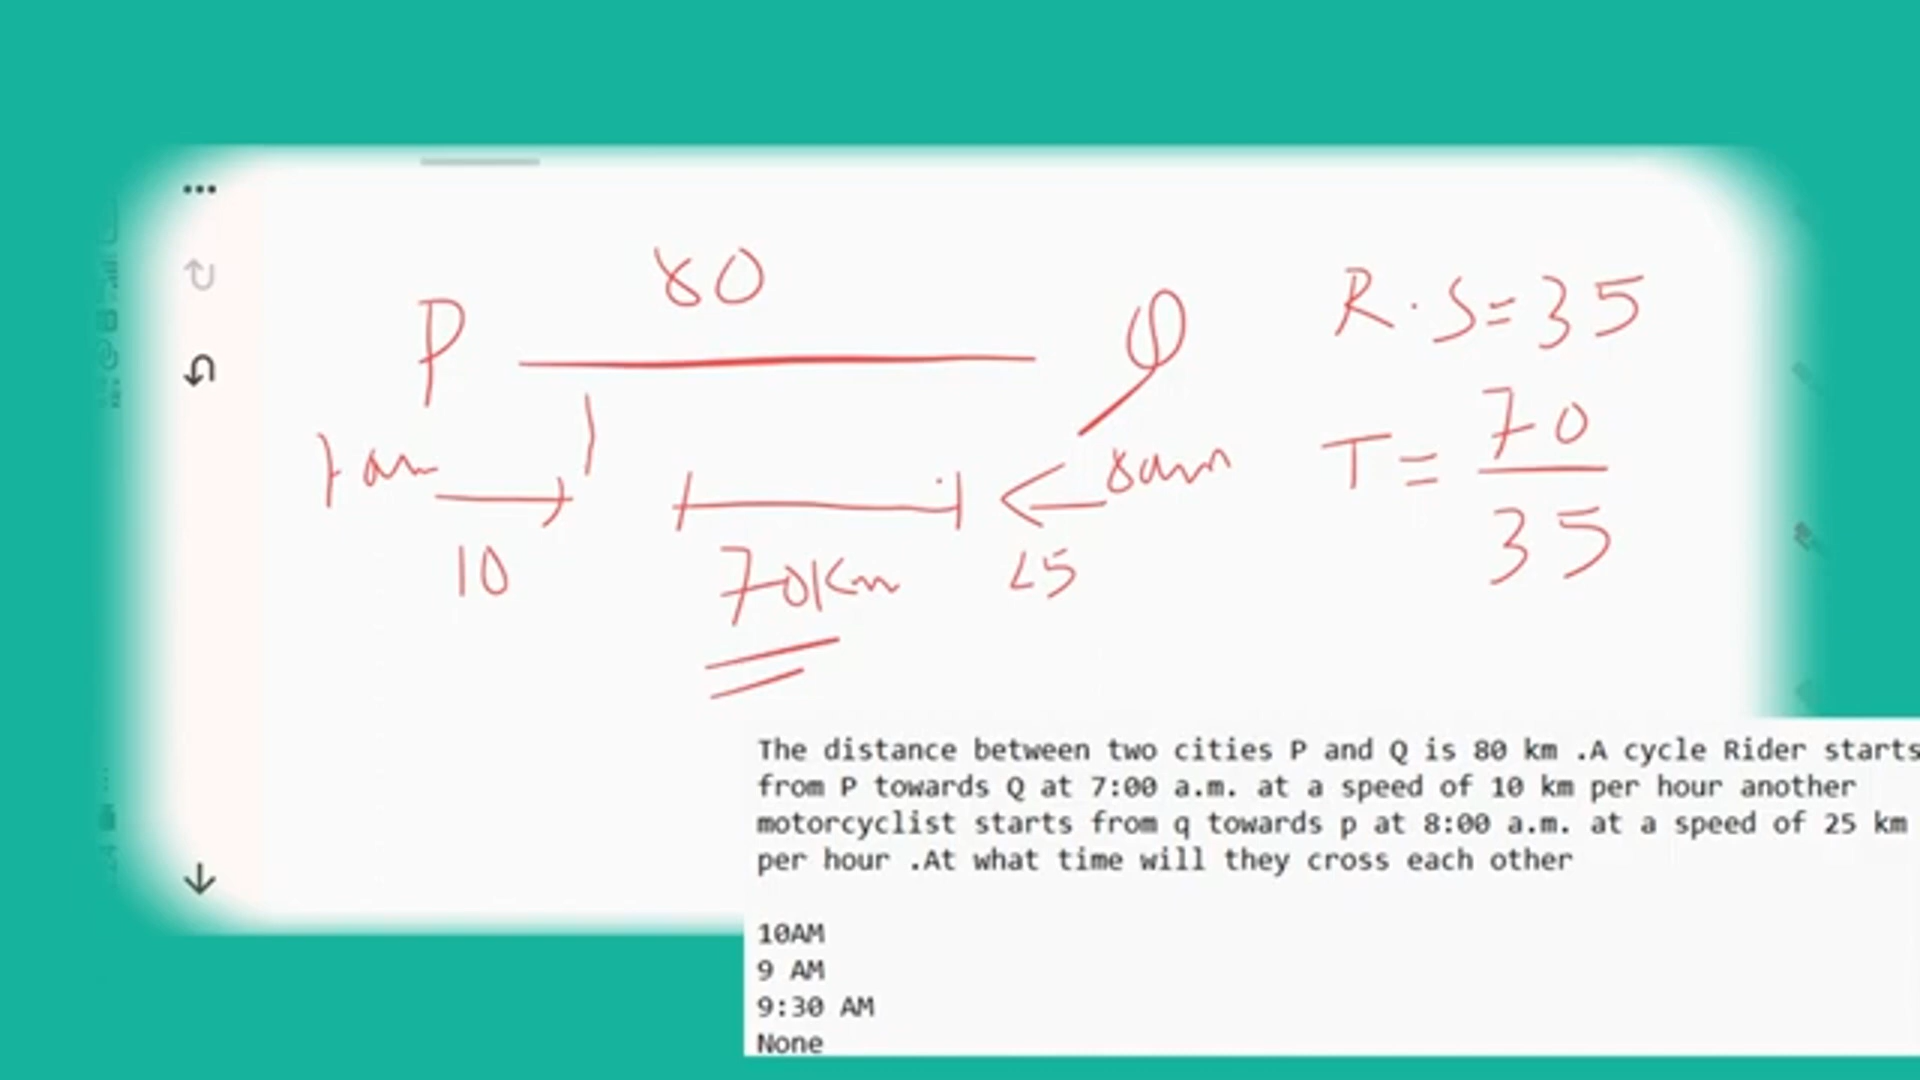 80
P
Q
7am
8am
10
70Km
25
R.S=35
T= 70
35
The distance between two cities P and Q is 80 km .A cycle Rider starts
from P towards Q at 7:00 a.m. at a speed of 10 km per hour another
motorcyclist starts from q towards p at 8:00 a.m. at a speed of 25 km
per hour .At what time will they cross each other
10AM
9 AM
9:30 AM
None